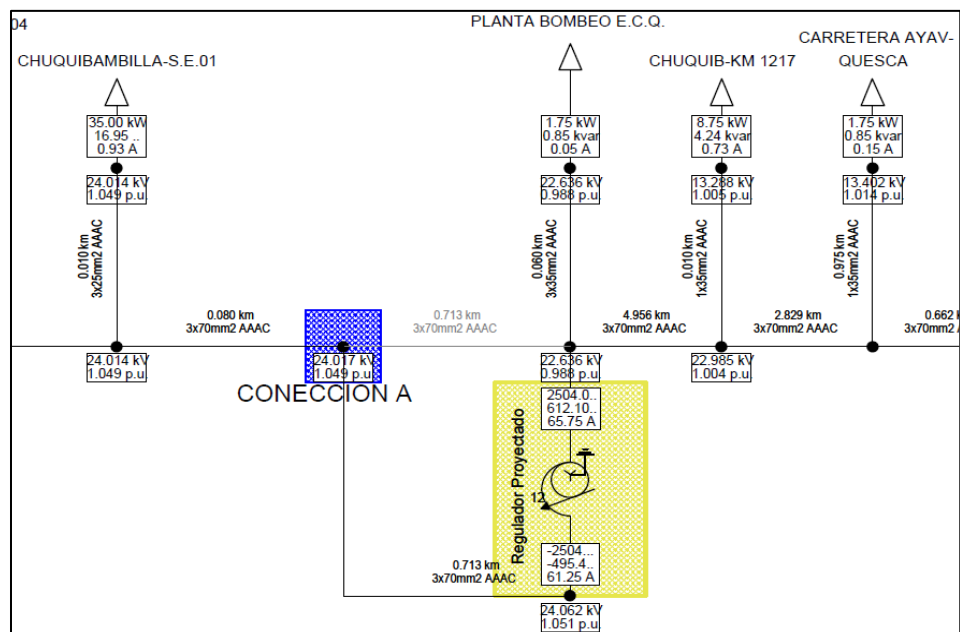 04
PLANTA BOMBEO E.C.Q.
CHUQUIBAMBILLA-S.E.01
CHUQUIB-KM 1217
CARRETERA AYAV-
QUESCA
35.00 kW
16.95 ..
0.93 A
1.75 kW
0.85 kvar
0.05 A
8.75 kW
4.24 kvar
0.73 A
1.75 kW
0.85 kvar
0.15 A
24.014 kV
1.049 p.u.
22.636 kV
0.988 p.u.
13.288 kV
1.005 p.u.
13.402 kV
1.014 p.u.
0.010 km
3x25mm2 AAAC
0.060 km
3x35mm2 AAAC
0.010 km
1x35mm2 AAAC
0.975 km
1x35mm2 AAAC
0.080 km
3x70mm2 AAAC
0.713 km
3x70mm2 AAAC
4.956 km
3x70mm2 AAAC
2.829 km
3x70mm2 AAAC
0.662
3x70mm2 AA
24.014 kV
1.049 p.u.
24.017 kV
1.049 p.u.
22.636 kV
0.988 p.u.
22.985 kV
1.004 p.u.
CONECCION A
Regulador Proyectado
2504.0..
612.10..
65.75 A
12
-2504...
-495.4..
61.25 A
0.713 km
3x70mm2 AAAC
24.062 kV
1.051 p.u.